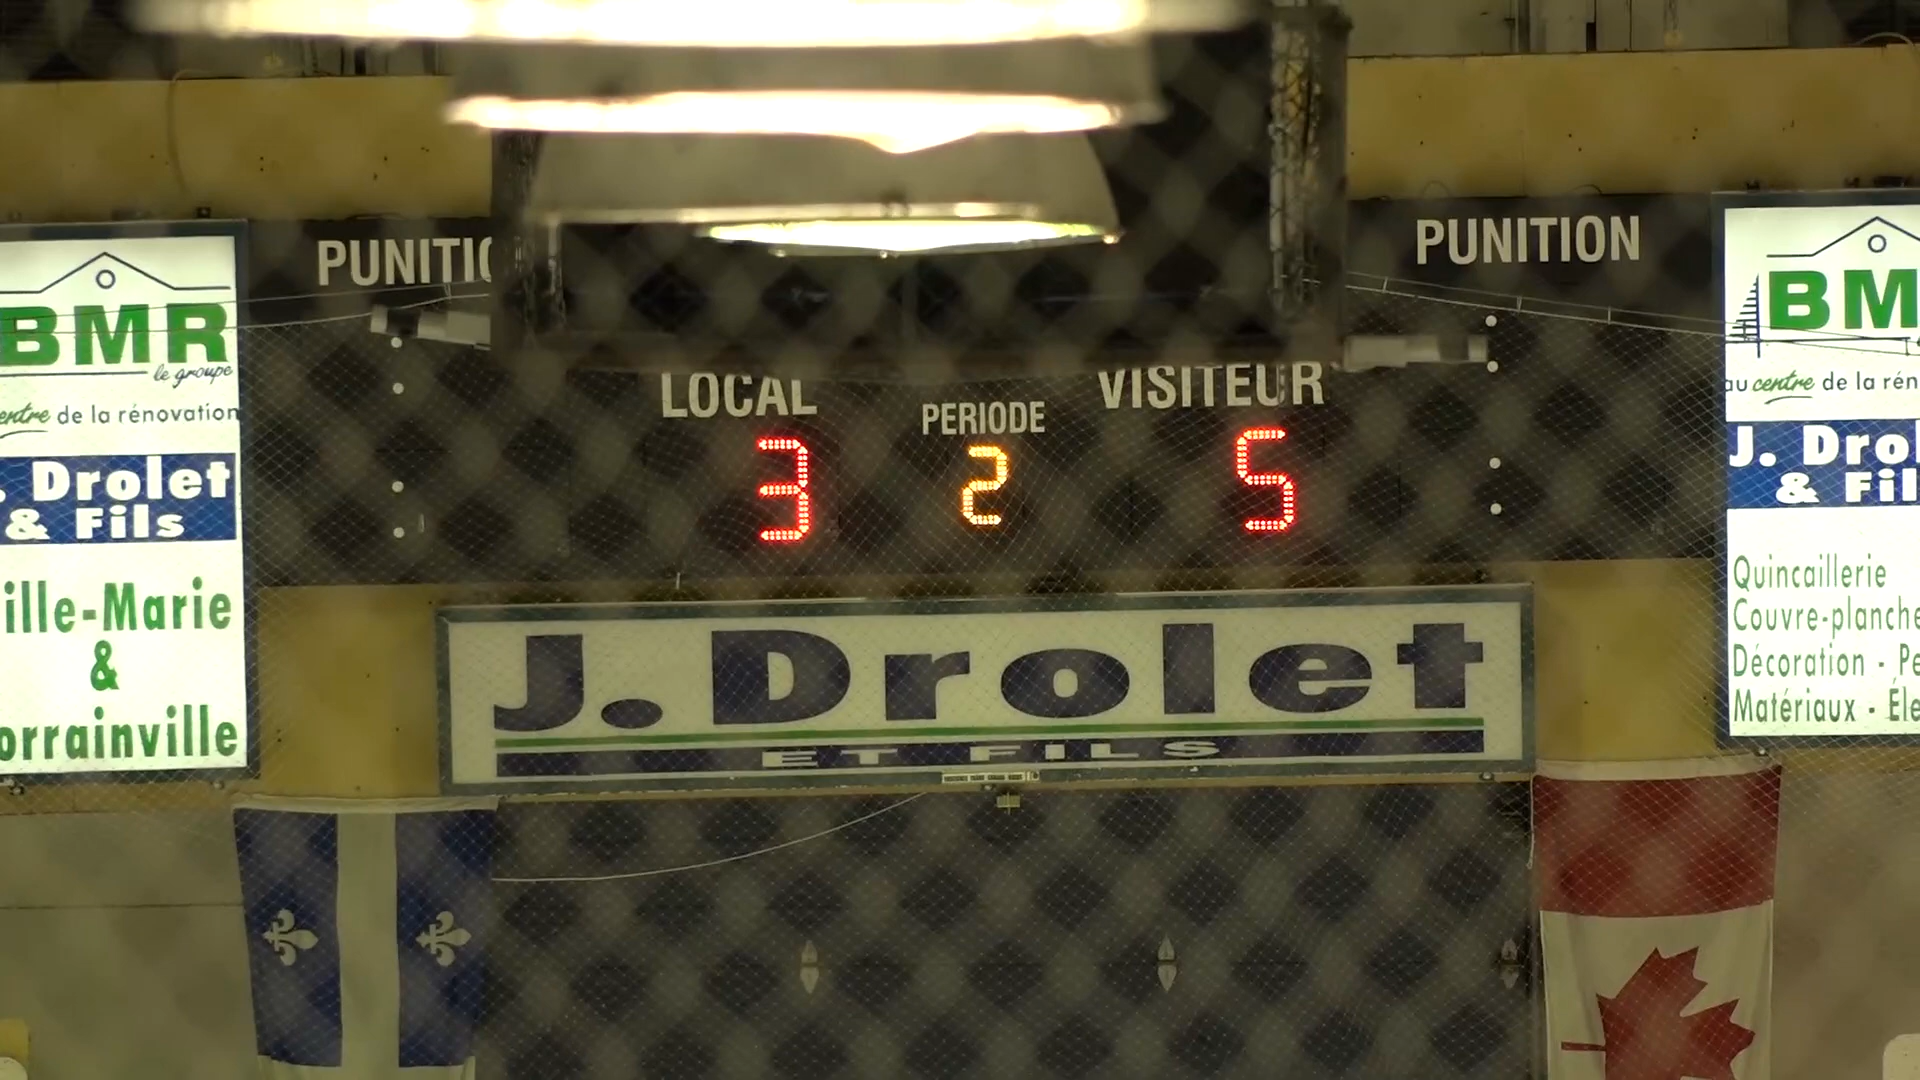 PUNITIO
PUNITION
LOCAL
PERIODE
VISITEUR
3
2
5
BMR
le groupe
centre de la rénovation
. Drolet
& Fils
ille-Marie
&
orrainville
BM
au centre de la rén
J. Drol
& Fil
Quincaillerie
Couvre-planche
Décoration - Pe
Matériaux - Éle
J. Drolet
ET FILS